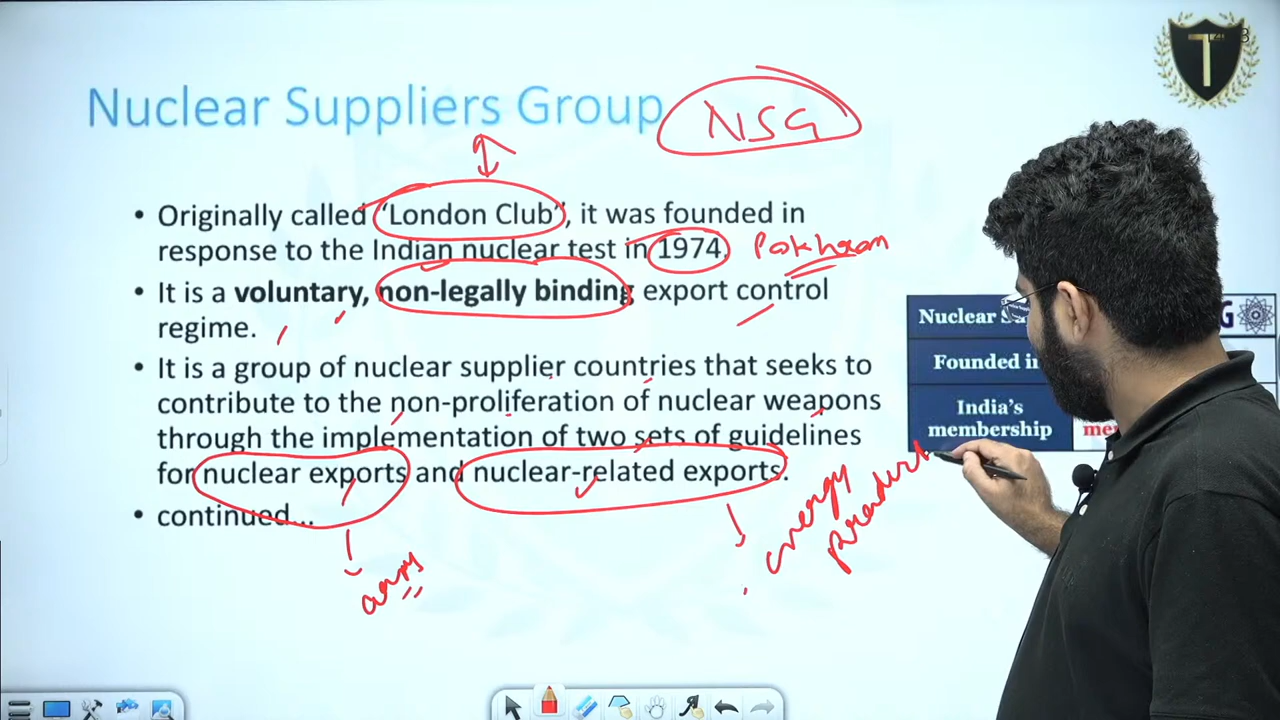 Nuclear Suppliers Group
NSG
• Originally called 'London Club', it was founded in
response to the Indian nuclear test in 1974.
Pokhran
• It is a voluntary, non-legally binding export control
regime.
• It is a group of nuclear supplier countries that seeks to
contribute to the non-proliferation of nuclear weapons
through the implementation of two sets of guidelines
for nuclear exports and nuclear-related exports.
• continued...
arms
energy
T
Nuclear
G
Founded in
India's
membership